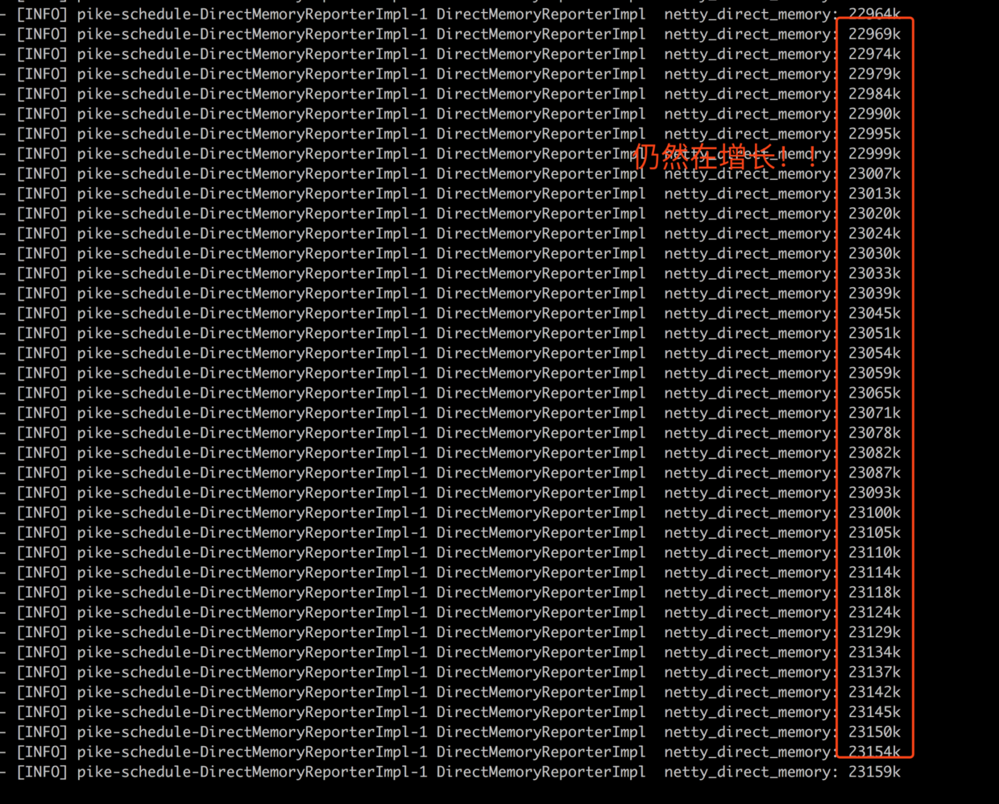 - [INFO] pike-schedule-DirectMemoryReporterImpl-1 DirectMemoryReporterImpl  netty_direct_memory: 22964k
- [INFO] pike-schedule-DirectMemoryReporterImpl-1 DirectMemoryReporterImpl  netty_direct_memory: 22969k
- [INFO] pike-schedule-DirectMemoryReporterImpl-1 DirectMemoryReporterImpl  netty_direct_memory: 22974k
- [INFO] pike-schedule-DirectMemoryReporterImpl-1 DirectMemoryReporterImpl  netty_direct_memory: 22979k
- [INFO] pike-schedule-DirectMemoryReporterImpl-1 DirectMemoryReporterImpl  netty_direct_memory: 22984k
- [INFO] pike-schedule-DirectMemoryReporterImpl-1 DirectMemoryReporterImpl  netty_direct_memory: 22990k
- [INFO] pike-schedule-DirectMemoryReporterImpl-1 DirectMemoryReporterImpl  netty_direct_memory: 22995k
- [INFO] pike-schedule-DirectMemoryReporterImpl-1 DirectMemoryReporterImpl  netty_direct_memory: 22999k
仍然在增长！！
- [INFO] pike-schedule-DirectMemoryReporterImpl-1 DirectMemoryReporterImpl  netty_direct_memory: 23007k
- [INFO] pike-schedule-DirectMemoryReporterImpl-1 DirectMemoryReporterImpl  netty_direct_memory: 23013k
- [INFO] pike-schedule-DirectMemoryReporterImpl-1 DirectMemoryReporterImpl  netty_direct_memory: 23020k
- [INFO] pike-schedule-DirectMemoryReporterImpl-1 DirectMemoryReporterImpl  netty_direct_memory: 23024k
- [INFO] pike-schedule-DirectMemoryReporterImpl-1 DirectMemoryReporterImpl  netty_direct_memory: 23030k
- [INFO] pike-schedule-DirectMemoryReporterImpl-1 DirectMemoryReporterImpl  netty_direct_memory: 23033k
- [INFO] pike-schedule-DirectMemoryReporterImpl-1 DirectMemoryReporterImpl  netty_direct_memory: 23039k
- [INFO] pike-schedule-DirectMemoryReporterImpl-1 DirectMemoryReporterImpl  netty_direct_memory: 23045k
- [INFO] pike-schedule-DirectMemoryReporterImpl-1 DirectMemoryReporterImpl  netty_direct_memory: 23051k
- [INFO] pike-schedule-DirectMemoryReporterImpl-1 DirectMemoryReporterImpl  netty_direct_memory: 23054k
- [INFO] pike-schedule-DirectMemoryReporterImpl-1 DirectMemoryReporterImpl  netty_direct_memory: 23059k
- [INFO] pike-schedule-DirectMemoryReporterImpl-1 DirectMemoryReporterImpl  netty_direct_memory: 23065k
- [INFO] pike-schedule-DirectMemoryReporterImpl-1 DirectMemoryReporterImpl  netty_direct_memory: 23071k
- [INFO] pike-schedule-DirectMemoryReporterImpl-1 DirectMemoryReporterImpl  netty_direct_memory: 23078k
- [INFO] pike-schedule-DirectMemoryReporterImpl-1 DirectMemoryReporterImpl  netty_direct_memory: 23082k
- [INFO] pike-schedule-DirectMemoryReporterImpl-1 DirectMemoryReporterImpl  netty_direct_memory: 23087k
- [INFO] pike-schedule-DirectMemoryReporterImpl-1 DirectMemoryReporterImpl  netty_direct_memory: 23093k
- [INFO] pike-schedule-DirectMemoryReporterImpl-1 DirectMemoryReporterImpl  netty_direct_memory: 23100k
- [INFO] pike-schedule-DirectMemoryReporterImpl-1 DirectMemoryReporterImpl  netty_direct_memory: 23105k
- [INFO] pike-schedule-DirectMemoryReporterImpl-1 DirectMemoryReporterImpl  netty_direct_memory: 23110k
- [INFO] pike-schedule-DirectMemoryReporterImpl-1 DirectMemoryReporterImpl  netty_direct_memory: 23114k
- [INFO] pike-schedule-DirectMemoryReporterImpl-1 DirectMemoryReporterImpl  netty_direct_memory: 23118k
- [INFO] pike-schedule-DirectMemoryReporterImpl-1 DirectMemoryReporterImpl  netty_direct_memory: 23124k
- [INFO] pike-schedule-DirectMemoryReporterImpl-1 DirectMemoryReporterImpl  netty_direct_memory: 23129k
- [INFO] pike-schedule-DirectMemoryReporterImpl-1 DirectMemoryReporterImpl  netty_direct_memory: 23134k
- [INFO] pike-schedule-DirectMemoryReporterImpl-1 DirectMemoryReporterImpl  netty_direct_memory: 23137k
- [INFO] pike-schedule-DirectMemoryReporterImpl-1 DirectMemoryReporterImpl  netty_direct_memory: 23142k
- [INFO] pike-schedule-DirectMemoryReporterImpl-1 DirectMemoryReporterImpl  netty_direct_memory: 23145k
- [INFO] pike-schedule-DirectMemoryReporterImpl-1 DirectMemoryReporterImpl  netty_direct_memory: 23150k
- [INFO] pike-schedule-DirectMemoryReporterImpl-1 DirectMemoryReporterImpl  netty_direct_memory: 23154k
- [INFO] pike-schedule-DirectMemoryReporterImpl-1 DirectMemoryReporterImpl  netty_direct_memory: 23159k